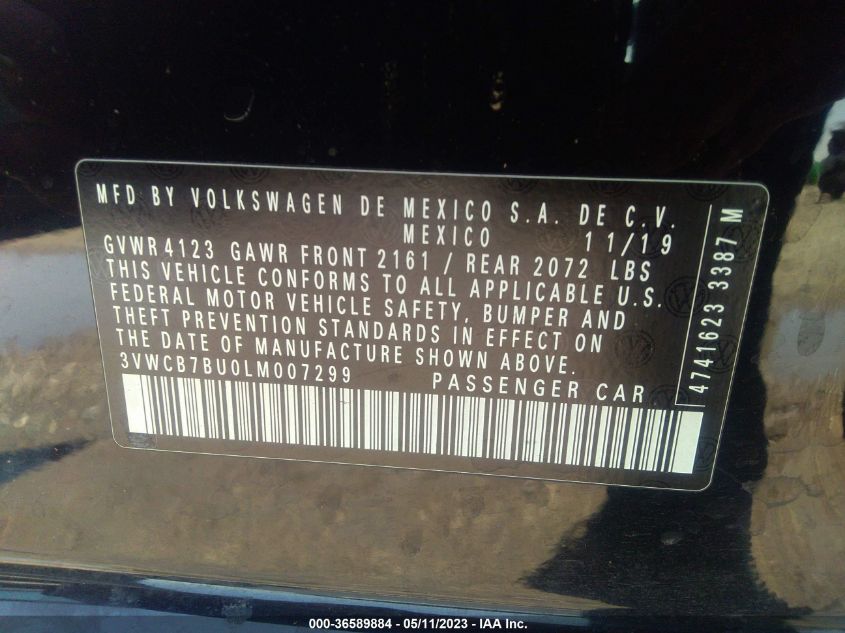 MFD BY VOLKSWAGEN DE MEXICO S.A. DE C.V.
MEXICO 11/19
GVWR 4123 GAWR FRONT 2161 / REAR 2072 LBS
THIS VEHICLE CONFORMS TO ALL APPLICABLE U.S.
FEDERAL MOTOR VEHICLE SAFETY, BUMPER AND
THEFT PREVENTION STANDARDS IN EFFECT ON
THE DATE OF MANUFACTURE SHOWN ABOVE.
3VWCB7BU0LM007299 PASSENGER CAR
4741623 3387 M
000-36589884 - 05/11/2023 - IAA Inc.